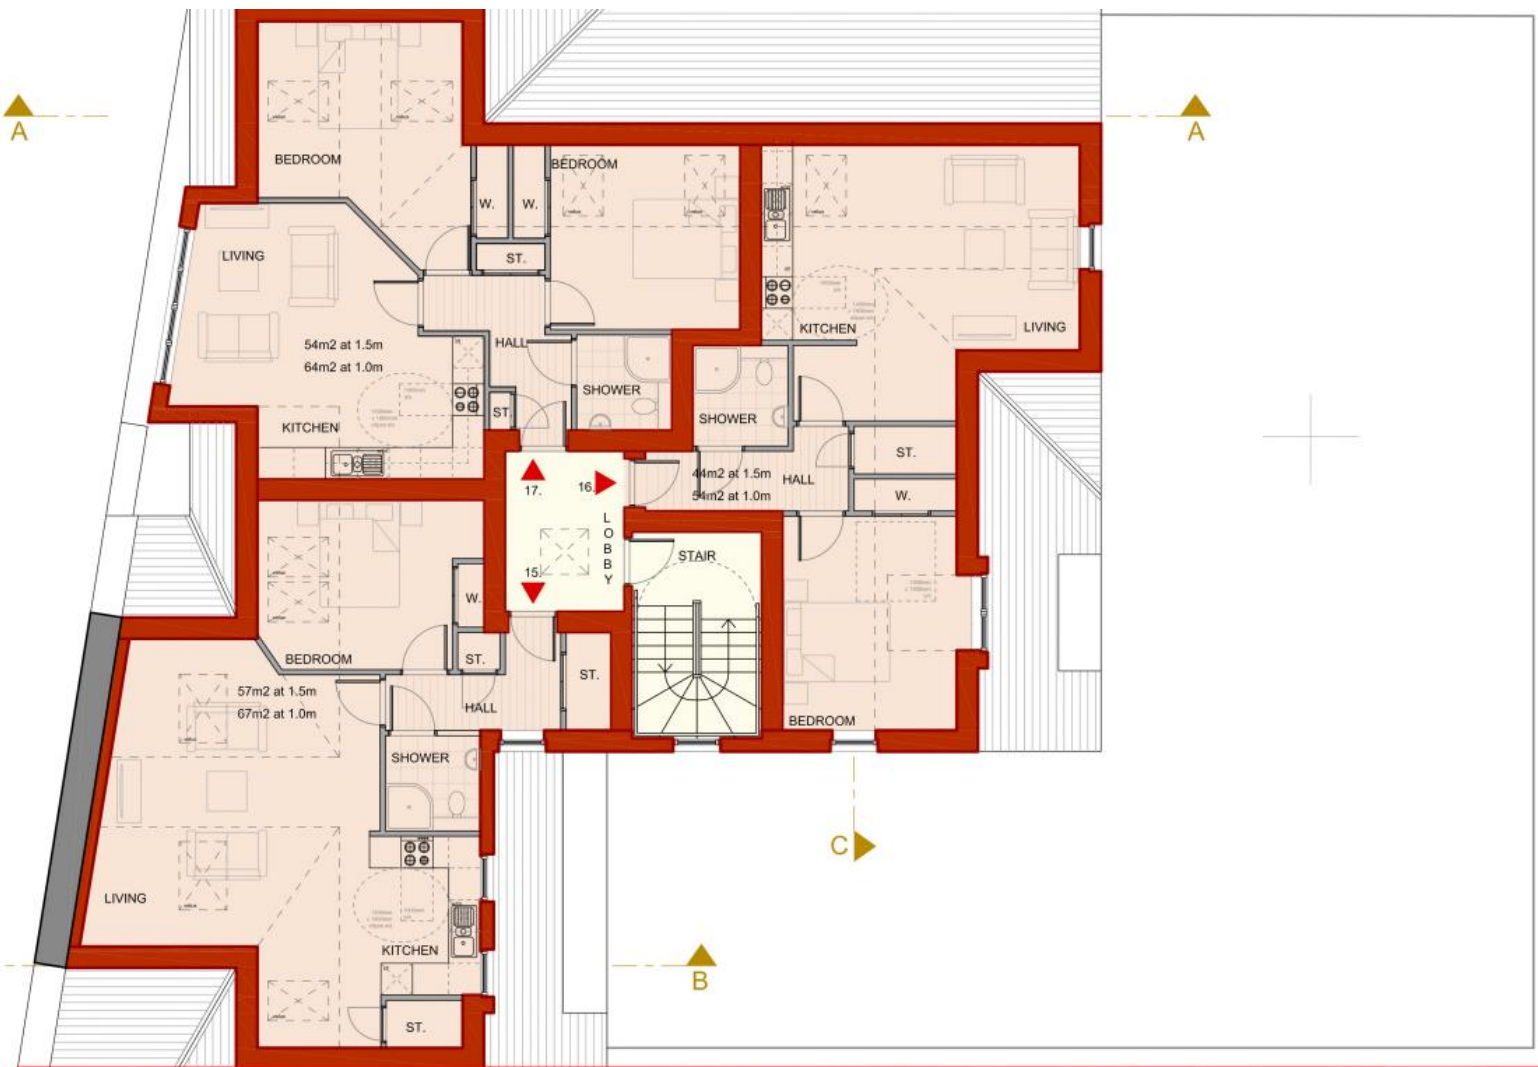 A
A
BEDROOM
BEDROOM
W.
W.
ST.
LIVING
LIVING
KITCHEN
54m2 at 1.5m
64m2 at 1.0m
HALL
SHOWER
ST.
KITCHEN
SHOWER
44m2 at 1.5m
54m2 at 1.0m
HALL
ST.
W.
17.
16.
LOBBY
15.
STAIR
W.
BEDROOM
ST.
ST.
57m2 at 1.5m
67m2 at 1.0m
HALL
BEDROOM
SHOWER
C
LIVING
KITCHEN
B
ST.